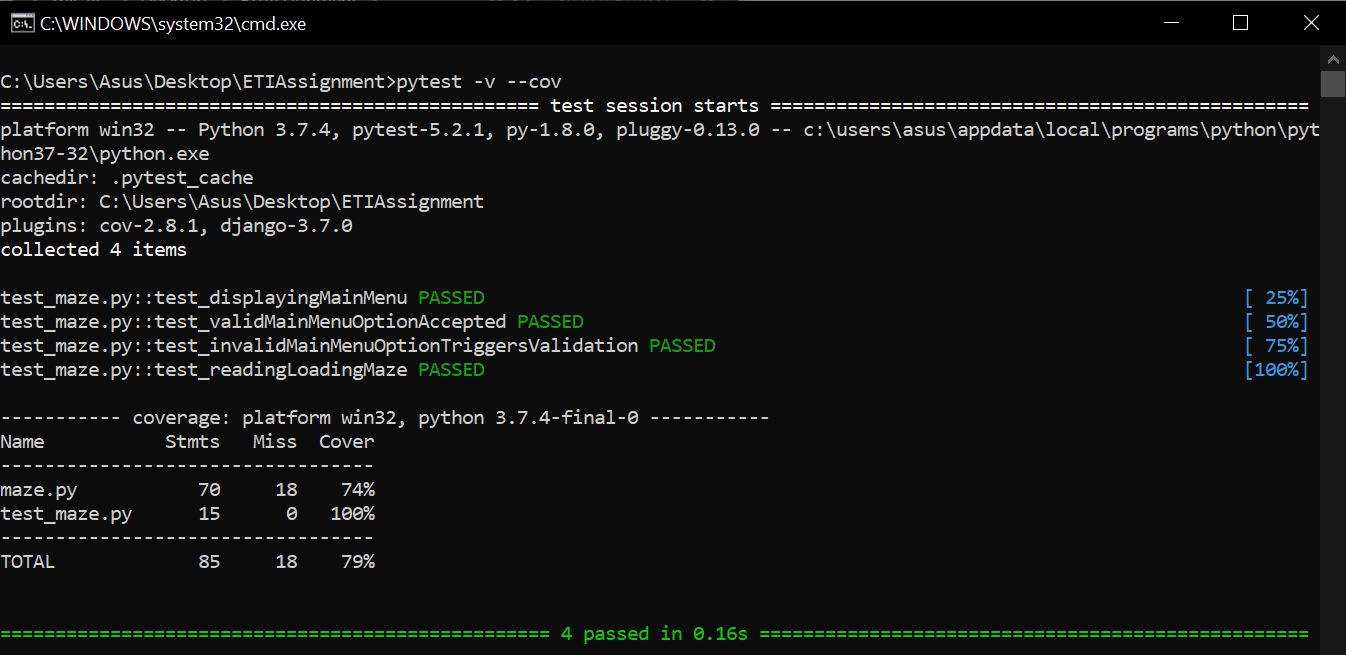 C:\WINDOWS\system32\cmd.exe
C:\Users\Asus\Desktop\ETIAssignment>pytest -v --cov
================================================= test session starts =================================================
platform win32 -- Python 3.7.4, pytest-5.2.1, py-1.8.0, pluggy-0.13.0 -- c:\users\asus\appdata\local\programs\python\pyt
hon37-32\python.exe
cachedir: .pytest_cache
rootdir: C:\Users\Asus\Desktop\ETIAssignment
plugins: cov-2.8.1, django-3.7.0
collected 4 items
test_maze.py::test_displayingMainMenu PASSED [ 25%]
test_maze.py::test_validMainMenuOptionAccepted PASSED [ 50%]
test_maze.py::test_invalidMainMenuOptionTriggersValidation PASSED [ 75%]
test_maze.py::test_readingLoadingMaze PASSED [100%]
----------- coverage: platform win32, python 3.7.4-final-0 -----------
Name Stmts Miss Cover
----------------------------------
maze.py 70 18 74%
test_maze.py 15 0 100%
----------------------------------
TOTAL 85 18 79%
================================================== 4 passed in 0.16s ==================================================